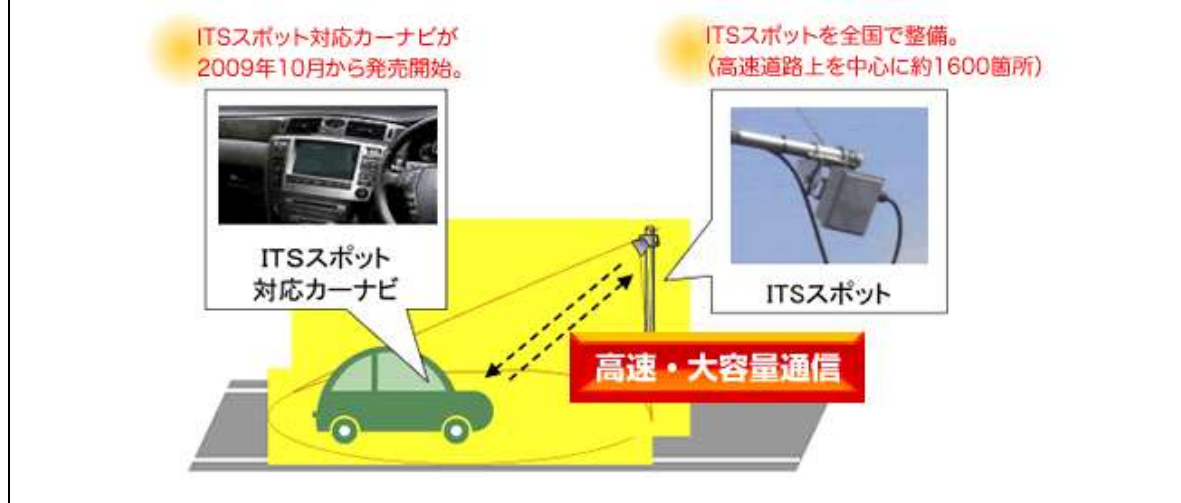 ITSスポット対応カーナビが
2009年10月から発売開始。
ITSスポットを全国で整備。
（高速道路上を中心に約1600箇所）
ITSスポット
対応カーナビ
ITSスポット
高速・大容量通信